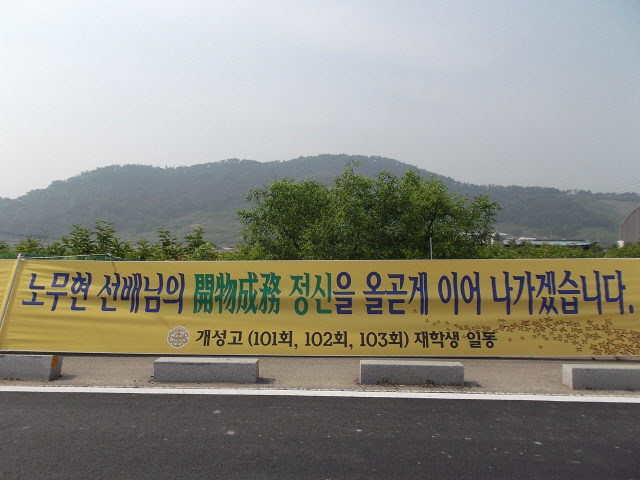 노무현 선배님의 開物成務 정신을 올곧게 이어 나가겠습니다.
개성고 (101회, 102회, 103회) 재학생 일동